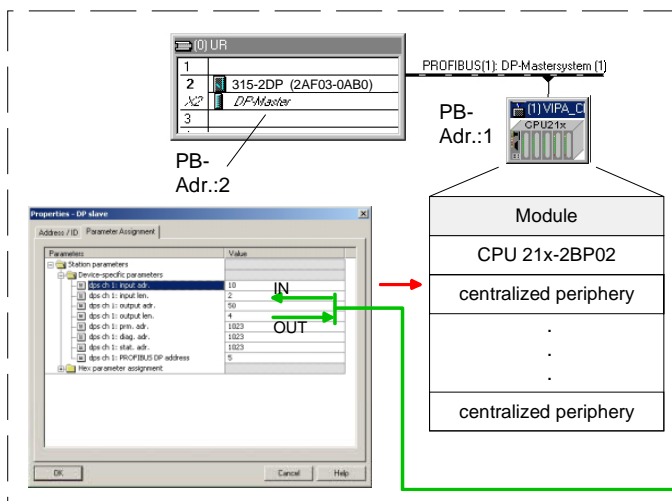 (0) UR
1
2 315-2DP (2AF03-0AB0)
X2 DP-Master
3
PROFIBUS(1): DP-Mastersystem (1)
PB-
Adr.:1
(1) VIPA_CI
CPU21x
PB-
Adr.:2
Properties - DP slave
Address / ID Parameter Assignment
Parameters Value
Station parameters
Device-specific parameters
dps ch 1: input adr. 10
dps ch 1: input len. 2
dps ch 1: output adr. 50
dps ch 1: output len. 4
dps ch 1: prm. adr. 1023
dps ch 1: diag. adr. 1023
dps ch 1: stat. adr. 1023
dps ch 1: PROFIBUS DP address 5
Hex parameter assignment
IN
OUT
OK Cancel Help
Module
CPU 21x-2BP02
centralized periphery
.
.
.
centralized periphery